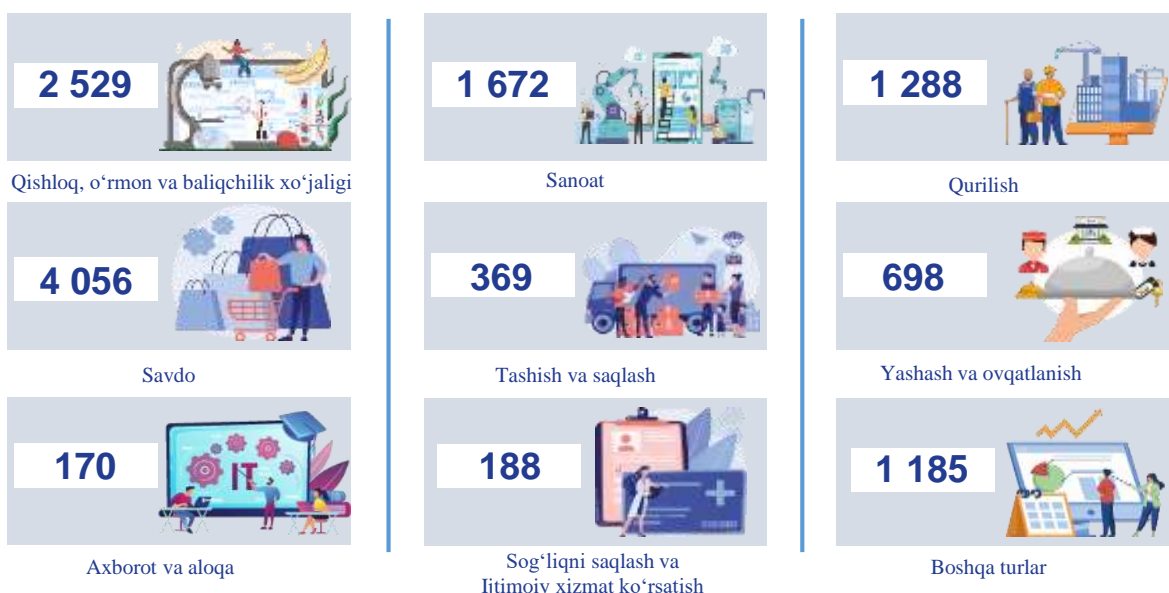 2 529
1 672
1 288
Qishloq, o‘rmon va baliqchilik xo‘jaligi
Sanoat
Qurilish
4 056
369
698
Savdo
Tashish va saqlash
Yashash va ovqatlanish
IT
170
188
1 185
Axborot va aloqa
Sog‘liqni saqlash va
Ijtimoiy xizmat ko‘rsatish
Boshqa turlar